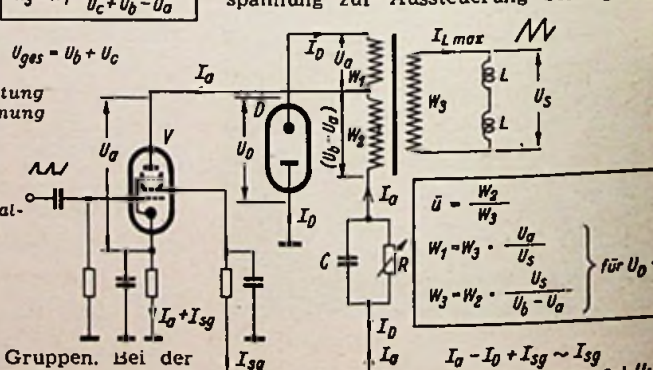 U_c + U_b - U_a
spannung zur Aussteuerung
U_ges = U_b + U_c
tung
nung
al-
I_a
U_a
V
I_a + I_sg
I_sg
D
U_D
I_D
I_D
U_a
W_1
(U_b - U_a)
W_2
W_3
I_L max
L
L
U_s
I_a
C
R
I_D
I_a
ü = W_2 / W_3
W_1 = W_3 · U_a / U_s
W_3 = W_2 · U_s / U_b - U_a
für U_D
I_a - I_D + I_sg ~ I_sg
Gruppen. Bei der